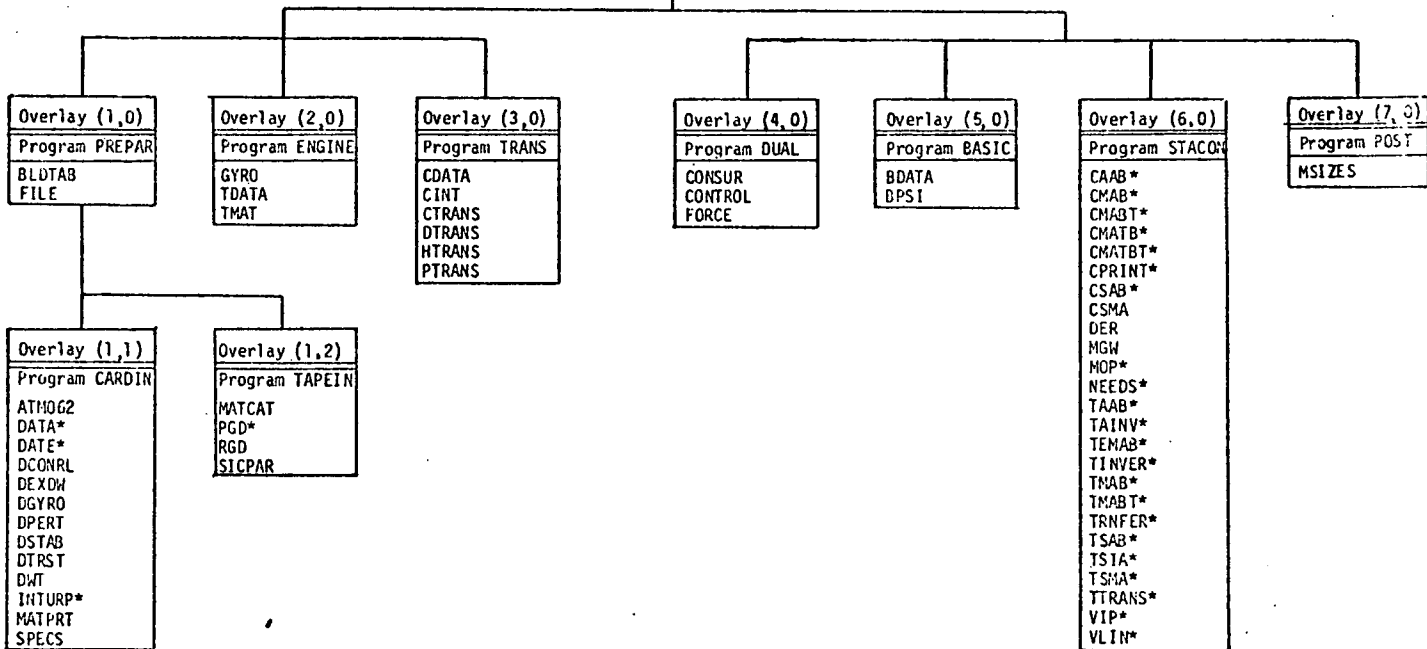 Overlay (1,0)
Program PREPAR
BLDTAB
FILE
Overlay (2,0)
Program ENGINE
GYRO
TDATA
TMAT
Overlay (3,0)
Program TRANS
CDATA
CINT
CTRANS
DTRANS
HTRANS
PTRANS
Overlay (4,0)
Program DUAL
CONSUR
CONTROL
FORCE
Overlay (5,0)
Program BASIC
BDATA
BPSI
Overlay (6,0)
Program STACON
CAAB*
CMAB*
CMABT*
CMATB*
CMATBT*
CPRINT*
CSAB*
CSMA
DER
MGW
MOP*
NEEDS*
TAAB*
TAINV*
TEMAB*
TINVER*
TMAB*
TMABT*
TRNFER*
TSAB*
TSIA*
TSMA*
TTRANS*
VIP*
VLIN*
Overlay (7,0)
Program POST
MSIZES
Overlay (1,1)
Program CARDIN
ATMO62
DATA*
DATE*
DCONRL
DEXDW
DGYRO
DPERT
DSTAB
DTRST
DWT
INTURP*
MATPRT
SPECS
Overlay (1,2)
Program TAPEIN
MATCAT
PGD*
RGD
SICPAR